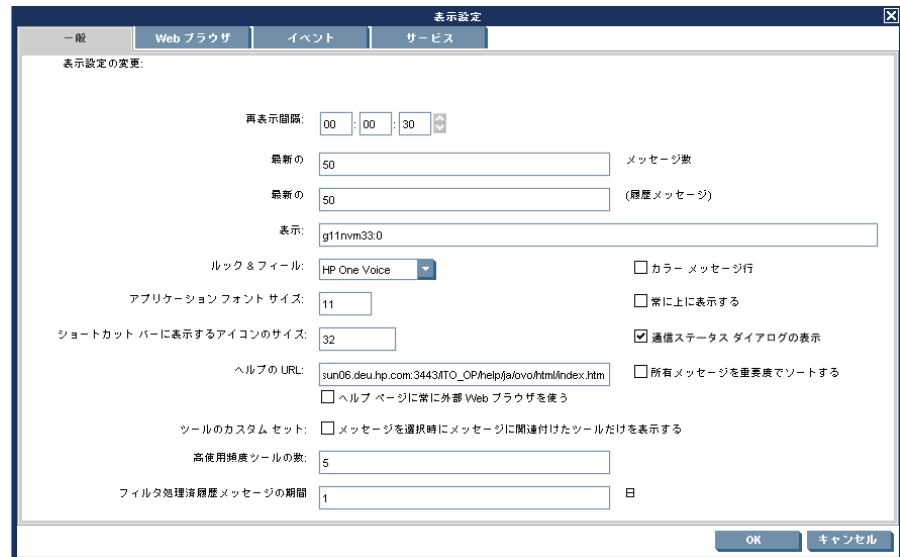 表示設定
一般 Web ブラウザ イベント サービス
表示設定の変更:
再表示間隔: 00 : 00 : 30
最新の 50 メッセージ数
最新の 50 (履歴メッセージ)
表示: g11nvm33:0
ルック & フィール: HP One Voice カラー メッセージ行
アプリケーション フォント サイズ: 11 常に上に表示する
ショートカット バーに表示するアイコンのサイズ: 32 通信ステータス ダイアログの表示
ヘルプの URL: sun06.deu.hp.com:3443/ITO_OP/help/ja/ovo/html/index.htm 所有メッセージを重要度でソートする
ヘルプ ページに常に外部 Web ブラウザを使う
ツールのカスタム セット: メッセージを選択時にメッセージに関連付けたツールだけを表示する
高使用頻度ツールの数: 5
フィルタ処理済履歴メッセージの期間 1 日
OK キャンセル